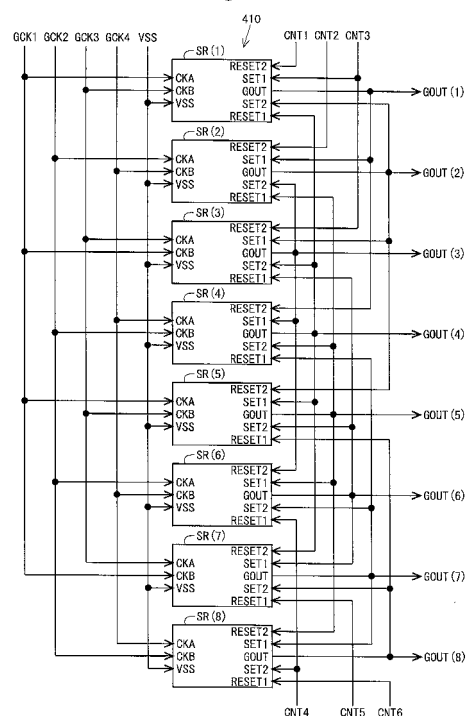 410
GCK1 GCK2 GCK3 GCK4 VSS CNT1 CNT2 CNT3
SR(1)
RESET2
CKA SET1
CKB GOUT GOUT(1)
VSS SET2
RESET1
SR(2)
RESET2
CKA SET1
CKB GOUT GOUT(2)
VSS SET2
RESET1
SR(3)
RESET2
CKA SET1
CKB GOUT GOUT(3)
VSS SET2
RESET1
SR(4)
RESET2
CKA SET1
CKB GOUT GOUT(4)
VSS SET2
RESET1
SR(5)
RESET2
CKA SET1
CKB GOUT GOUT(5)
VSS SET2
RESET1
SR(6)
RESET2
CKA SET1
CKB GOUT GOUT(6)
VSS SET2
RESET1
SR(7)
RESET2
CKA SET1
CKB GOUT GOUT(7)
VSS SET2
RESET1
SR(8)
RESET2
CKA SET1
CKB GOUT GOUT(8)
VSS SET2
RESET1
CNT4 CNT5 CNT6